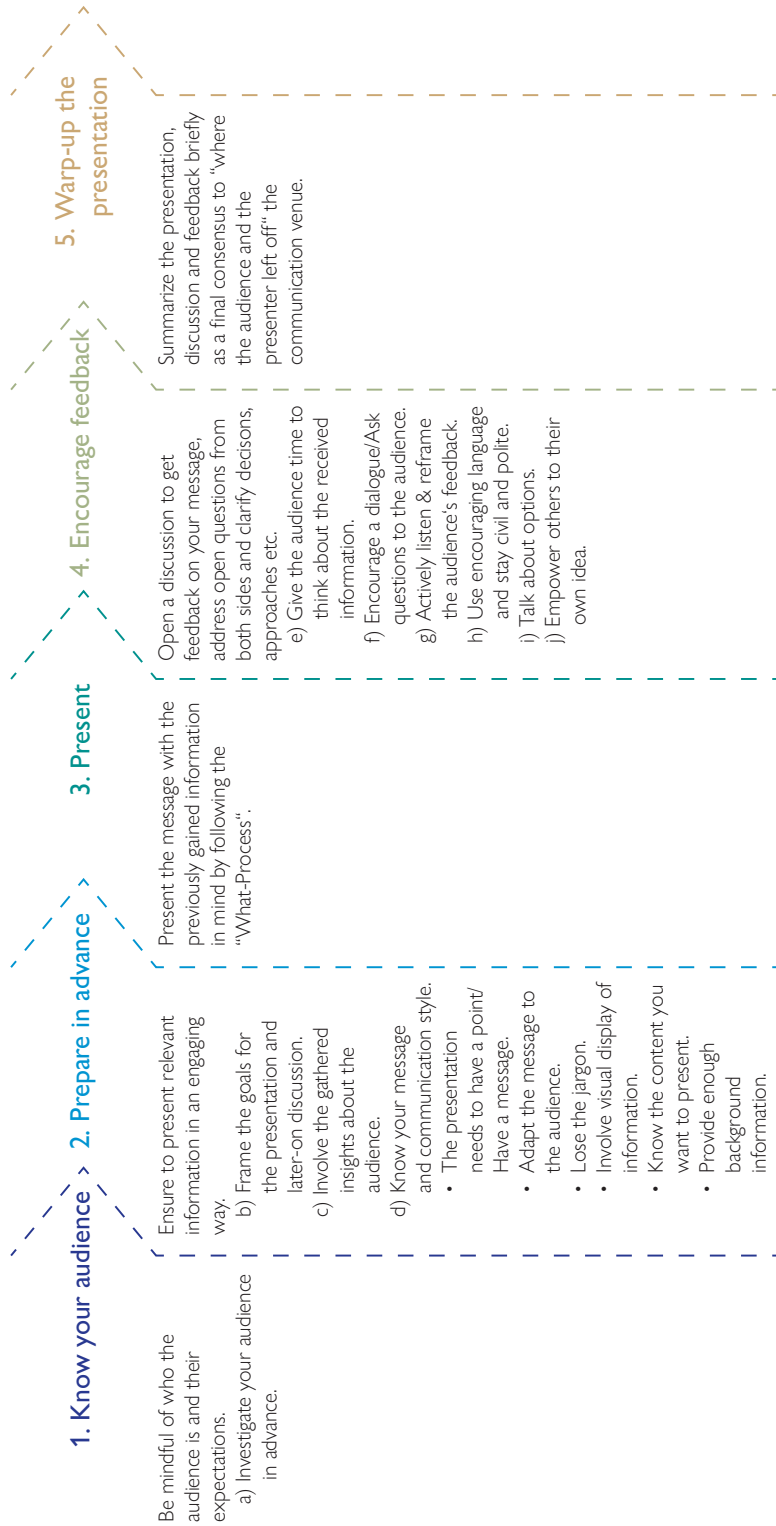 1. Know your audience
Be mindful of who the
audience is and their
expectations.
a) Investigate your audience
in advance.
2. Prepare in advance
Ensure to present relevant
information in an engaging
way.
b) Frame the goals for
the presentation and
later-on discussion.
c) Involve the gathered
insights about the
audience.
d) Know your message
and communication style.
• The presentation
needs to have a point/
Have a message.
• Adapt the message to
the audience.
• Lose the jargon.
• Involve visual display of
information.
• Know the content you
want to present.
• Provide enough
background
information.
3. Present
Present the message with the
previously gained information
in mind by following the
“What-Process“.
4. Encourage feedback
Open a discussion to get
feedback on your message,
address open questions from
both sides and clarify decisons,
approaches etc.
e) Give the audience time to
think about the received
information.
f) Encourage a dialogue/Ask
questions to the audience.
g) Actively listen & reframe
the audience‘s feedback.
h) Use encouraging language
and stay civil and polite.
i) Talk about options.
j) Empower others to their
own idea.
5. Warp-up the
presentation
Summarize the presentation,
discussion and feedback briefly
as a final consensus to “where
the audience and the
presenter left off“ the
communication venue.